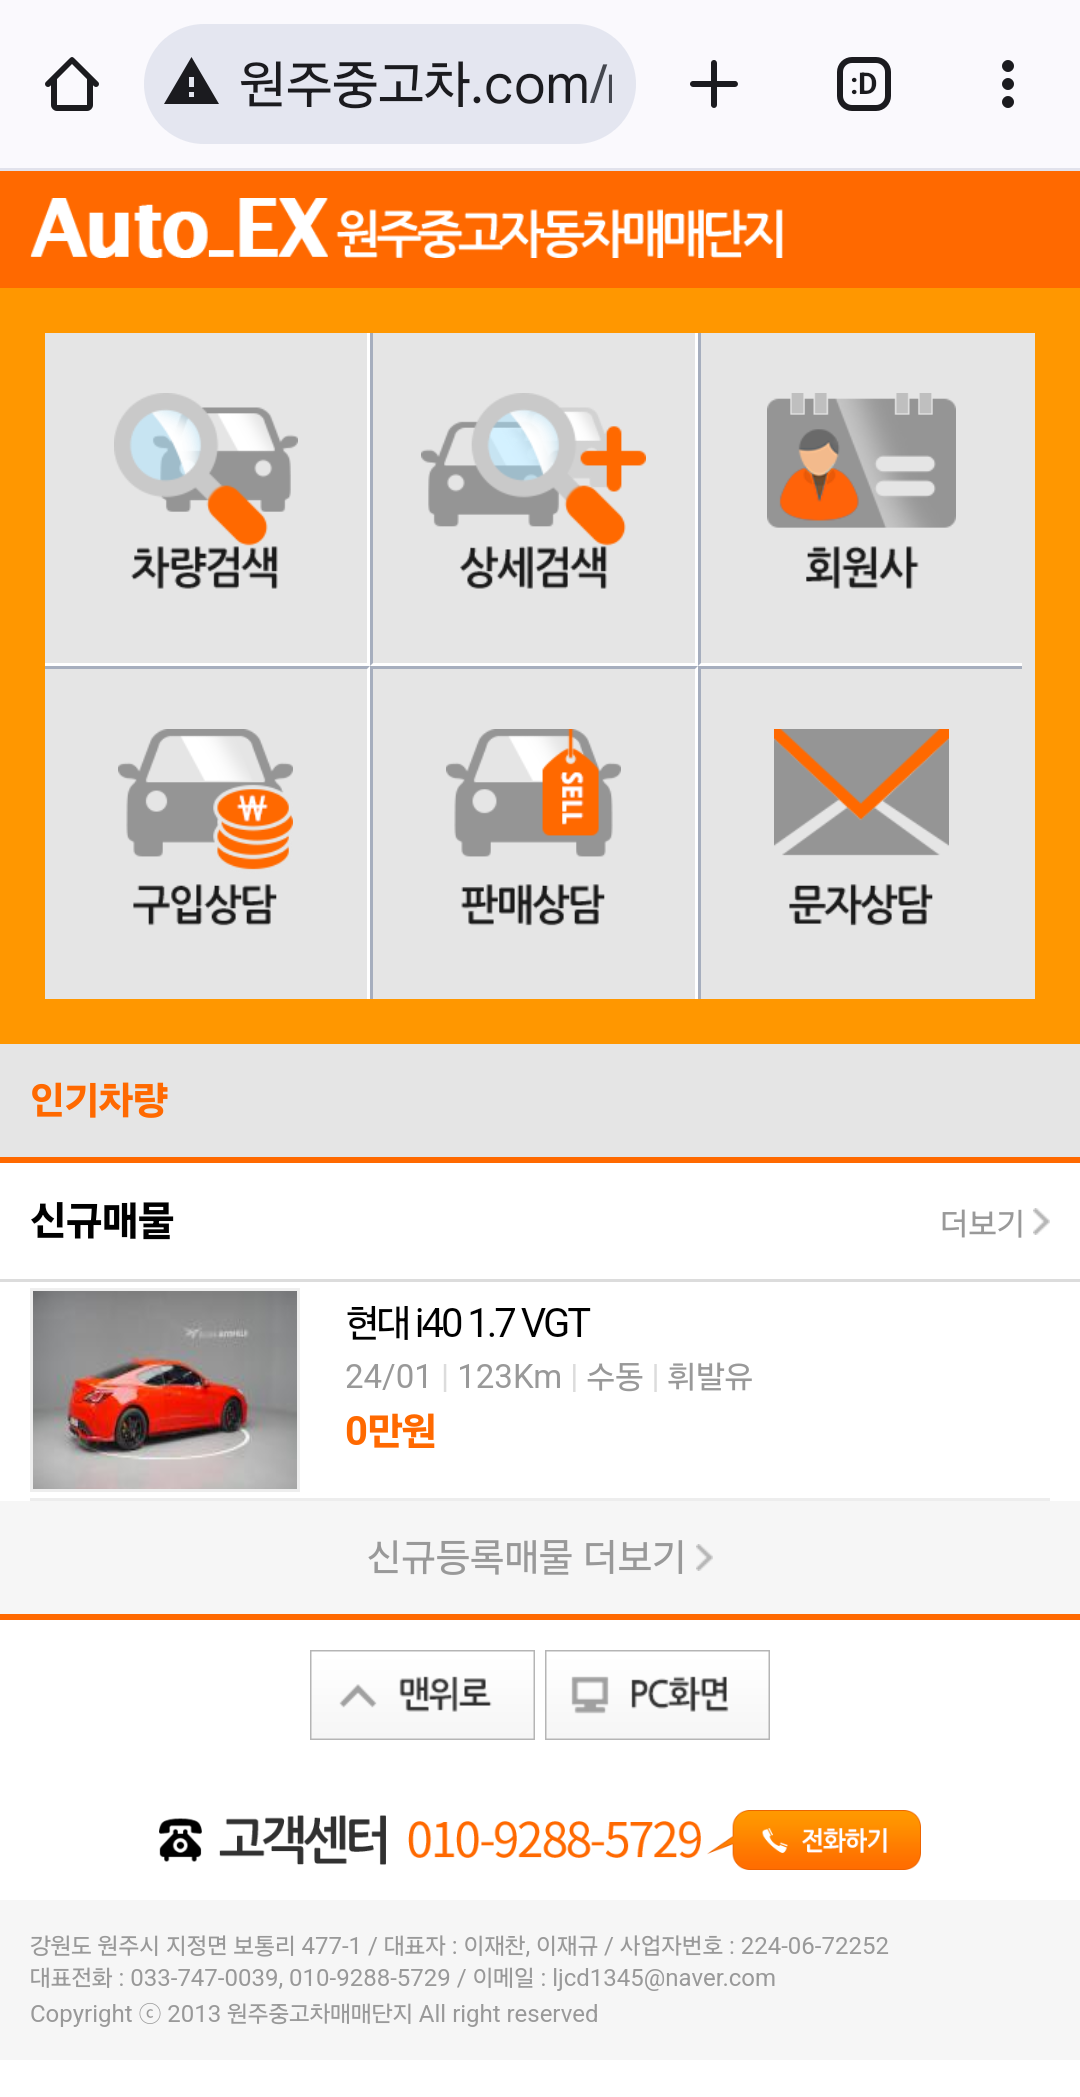 원주중고차.com/
:D
Auto_EX 원주중고자동차매매단지
차량검색
상세검색
회원사
구입상담
SELL
판매상담
문자상담
인기차량
신규매물
더보기
현대 i40 1.7 VGT
24/01 | 123Km | 수동 | 휘발유
0만원
신규등록매물 더보기
맨위로
PC화면
고객센터 010-9288-5729 전화하기
강원도 원주시 지정면 보통리 477-1 / 대표자 : 이재찬, 이재규 / 사업자번호 : 224-06-72252
대표전화 : 033-747-0039, 010-9288-5729 / 이메일 : ljcd1345@naver.com
Copyright ⓒ 2013 원주중고차매매단지 All right reserved